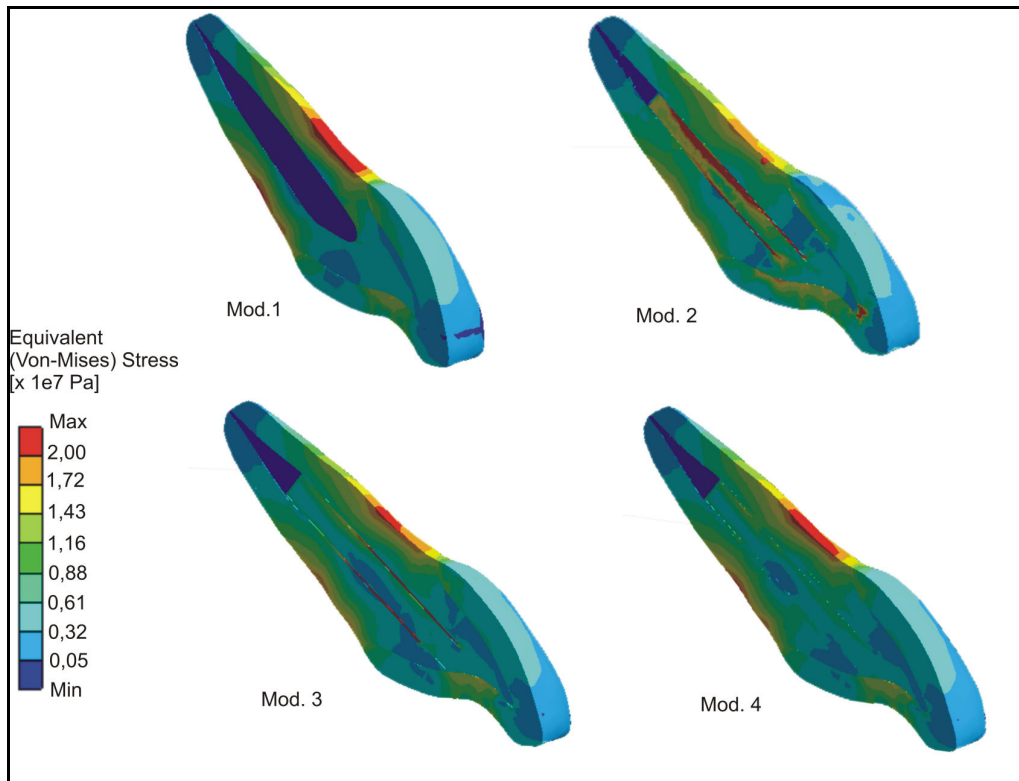 Mod.1
Mod. 2
Equivalent
(Von-Mises) Stress
[x 1e7 Pa]
Max
2,00
1,72
1,43
1,16
0,88
0,61
0,32
0,05
Min
Mod. 3
Mod. 4